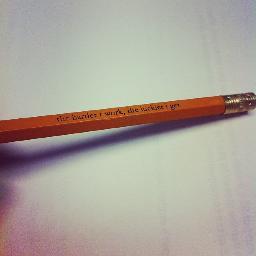 the harder i work, the luckier i get